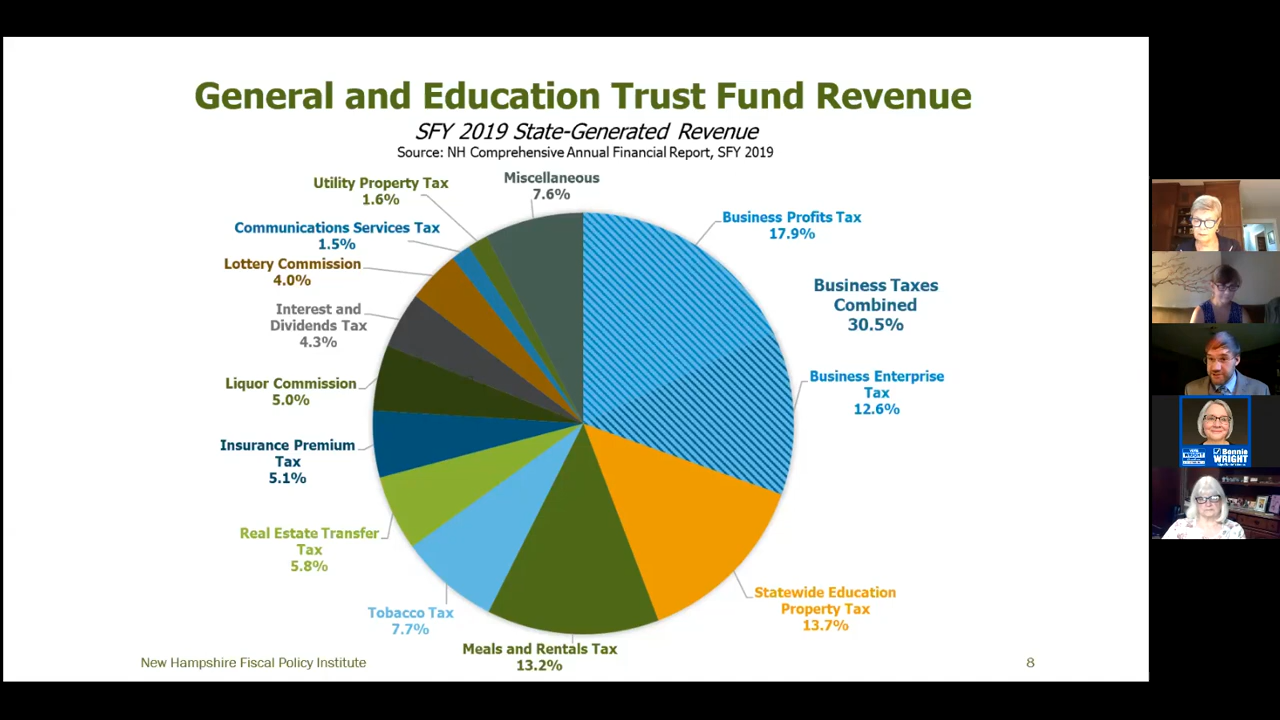 General and Education Trust Fund Revenue
SFY 2019 State-Generated Revenue
Source: NH Comprehensive Annual Financial Report, SFY 2019
Miscellaneous
7.6%
Utility Property Tax
1.6%
Communications Services Tax
1.5%
Lottery Commission
4.0%
Interest and
Dividends Tax
4.3%
Liquor Commission
5.0%
Insurance Premium
Tax
5.1%
Real Estate Transfer
Tax
5.8%
Tobacco Tax
7.7%
Meals and Rentals Tax
13.2%
Business Profits Tax
17.9%
Business Taxes
Combined
30.5%
Business Enterprise
Tax
12.6%
Statewide Education
Property Tax
13.7%
New Hampshire Fiscal Policy Institute
8
WRIGHT
Bonnie
WRIGHT